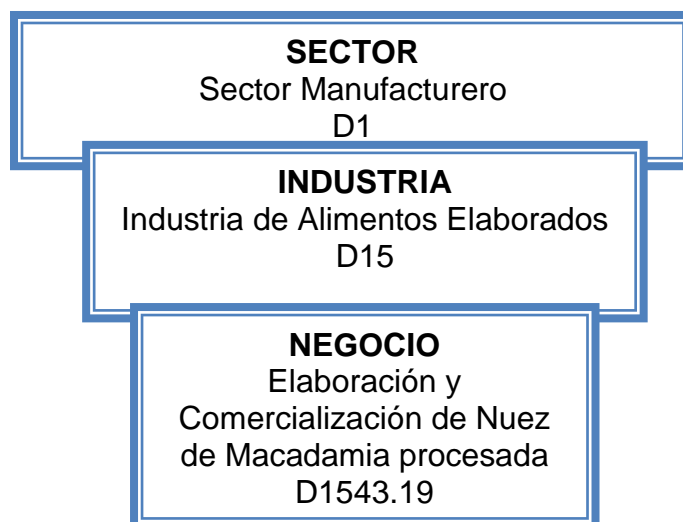 SECTOR
Sector Manufacturero
D1
INDUSTRIA
Industria de Alimentos Elaborados
D15
NEGOCIO
Elaboración y
Comercialización de Nuez
de Macadamia procesada
D1543.19